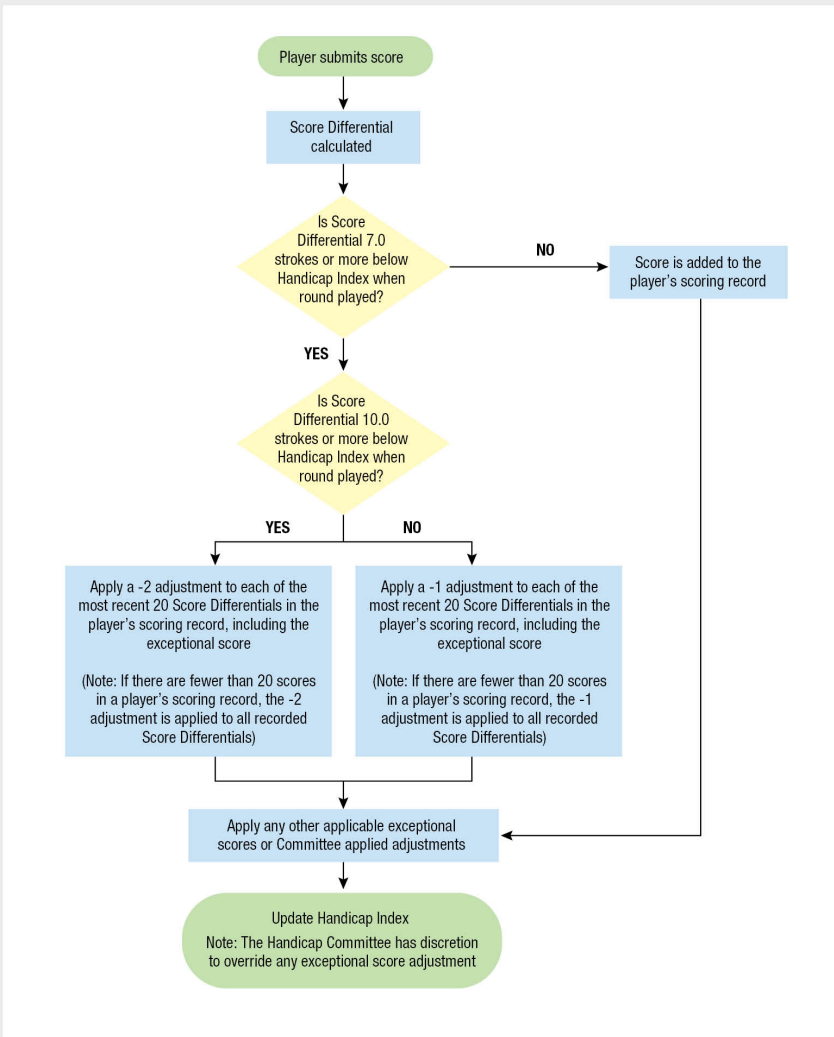 Player submits score
Score Differential
calculated
Is Score
Differential 7.0
strokes or more below
Handicap Index when
round played?
NO
Score is added to the
player's scoring record
YES
Is Score
Differential 10.0
strokes or more below
Handicap Index when
round played?
YES
NO
Apply a -2 adjustment to each of the
most recent 20 Score Differentials in the
player's scoring record, including the
exceptional score
(Note: If there are fewer than 20 scores
in a player's scoring record, the -2
adjustment is applied to all recorded
Score Differentials)
Apply a -1 adjustment to each of the
most recent 20 Score Differentials in the
player's scoring record, including the
exceptional score
(Note: If there are fewer than 20 scores
in a player's scoring record, the -1
adjustment is applied to all recorded
Score Differentials)
Apply any other applicable exceptional
scores or Committee applied adjustments
Update Handicap Index
Note: The Handicap Committee has discretion
to override any exceptional score adjustment